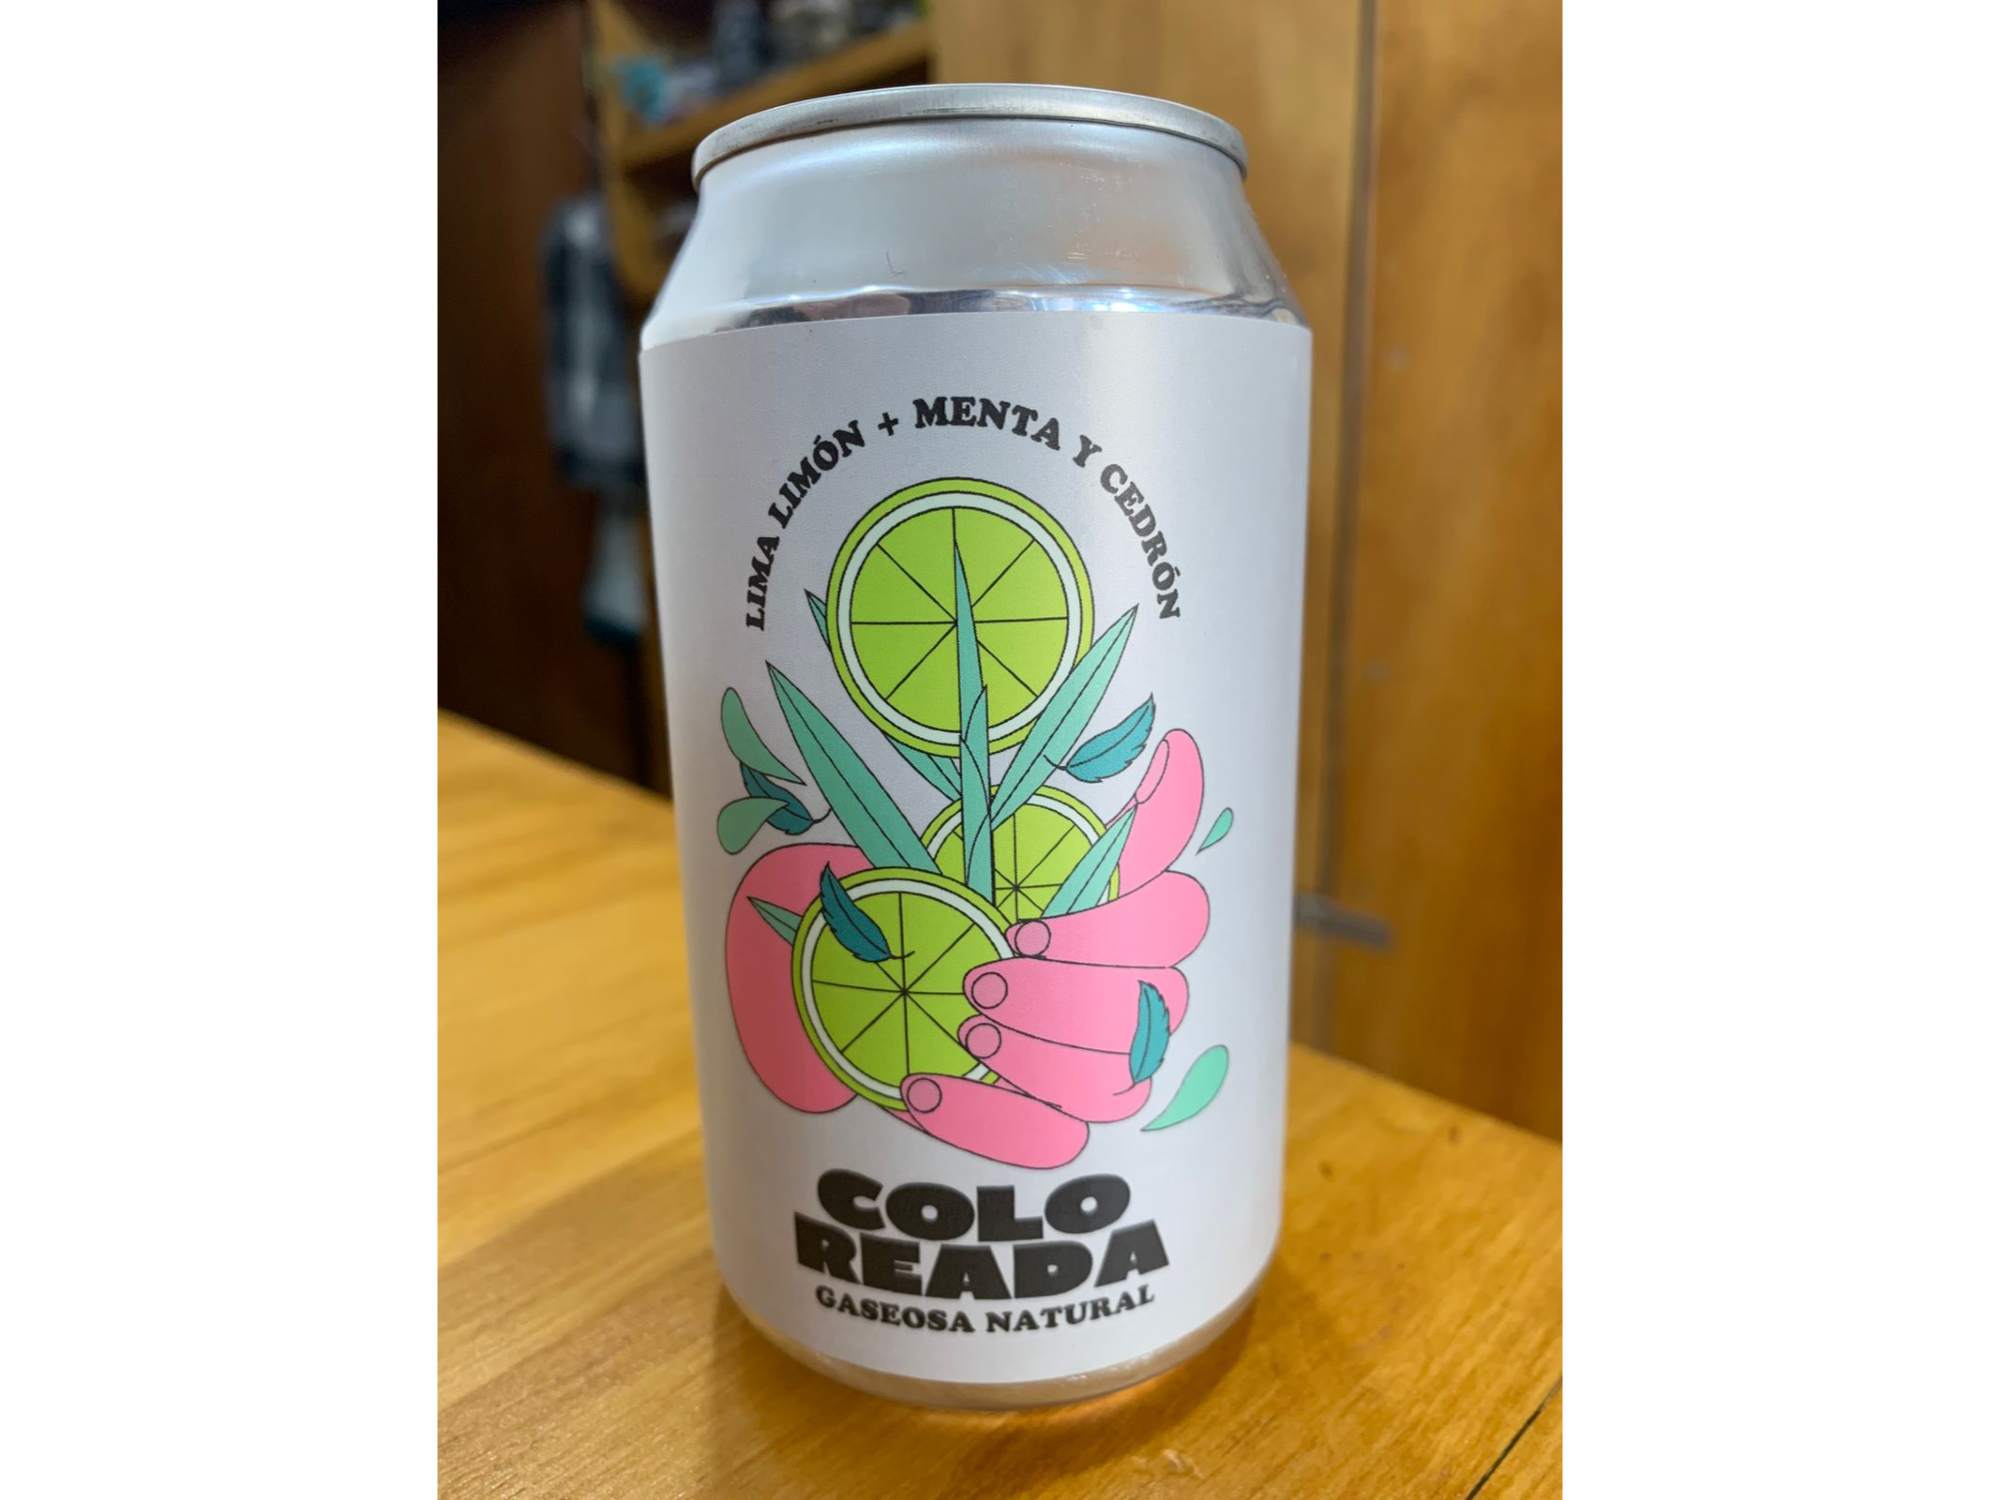 LIMA LIMÓN + MENTA Y CEDRÓN
COLO
READA
GASEOSA NATURAL